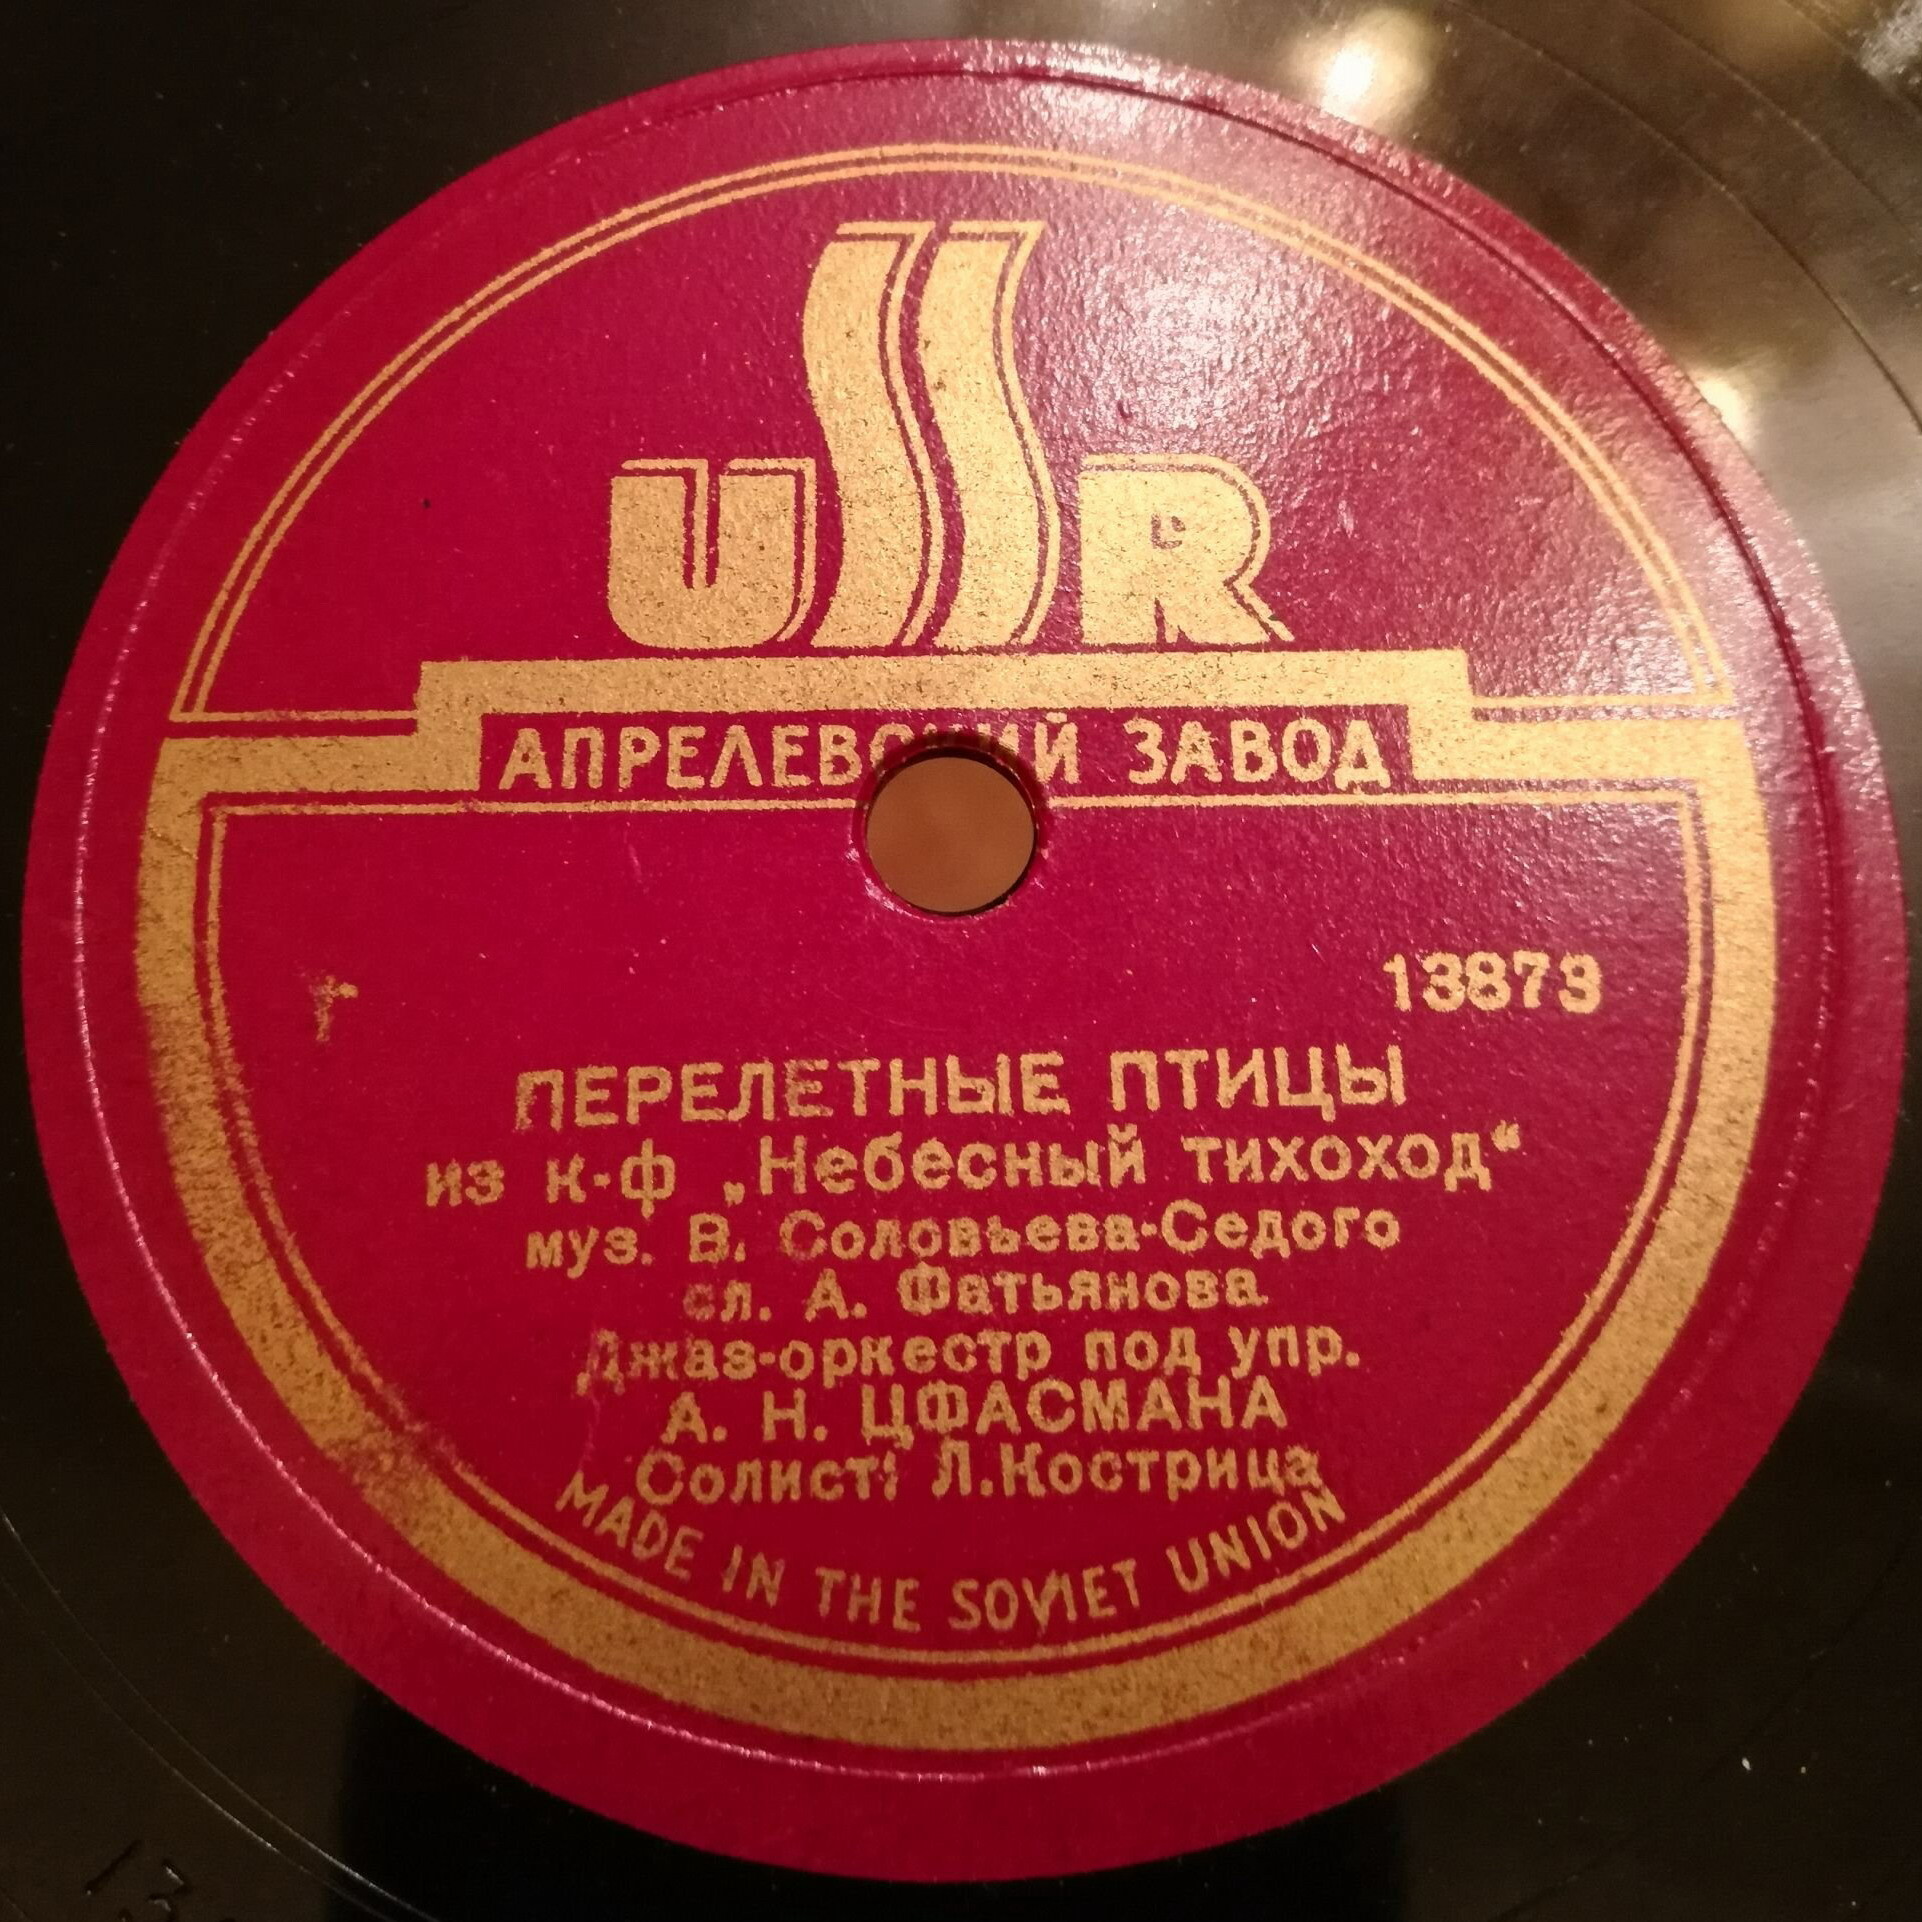 USSR
АПРЕЛЕВСКИЙ ЗАВОД
13873
ПЕРЕЛЕТНЫЕ ПТИЦЫ
из к-ф „Небесный тихоход“
муз. В. Соловьева-Седого
сл. А. Фатьянова
Джаз-оркестр под упр.
А. Н. ЦФАСМАНА
Солист: Л.Кострица
MADE IN THE SOVIET UNION